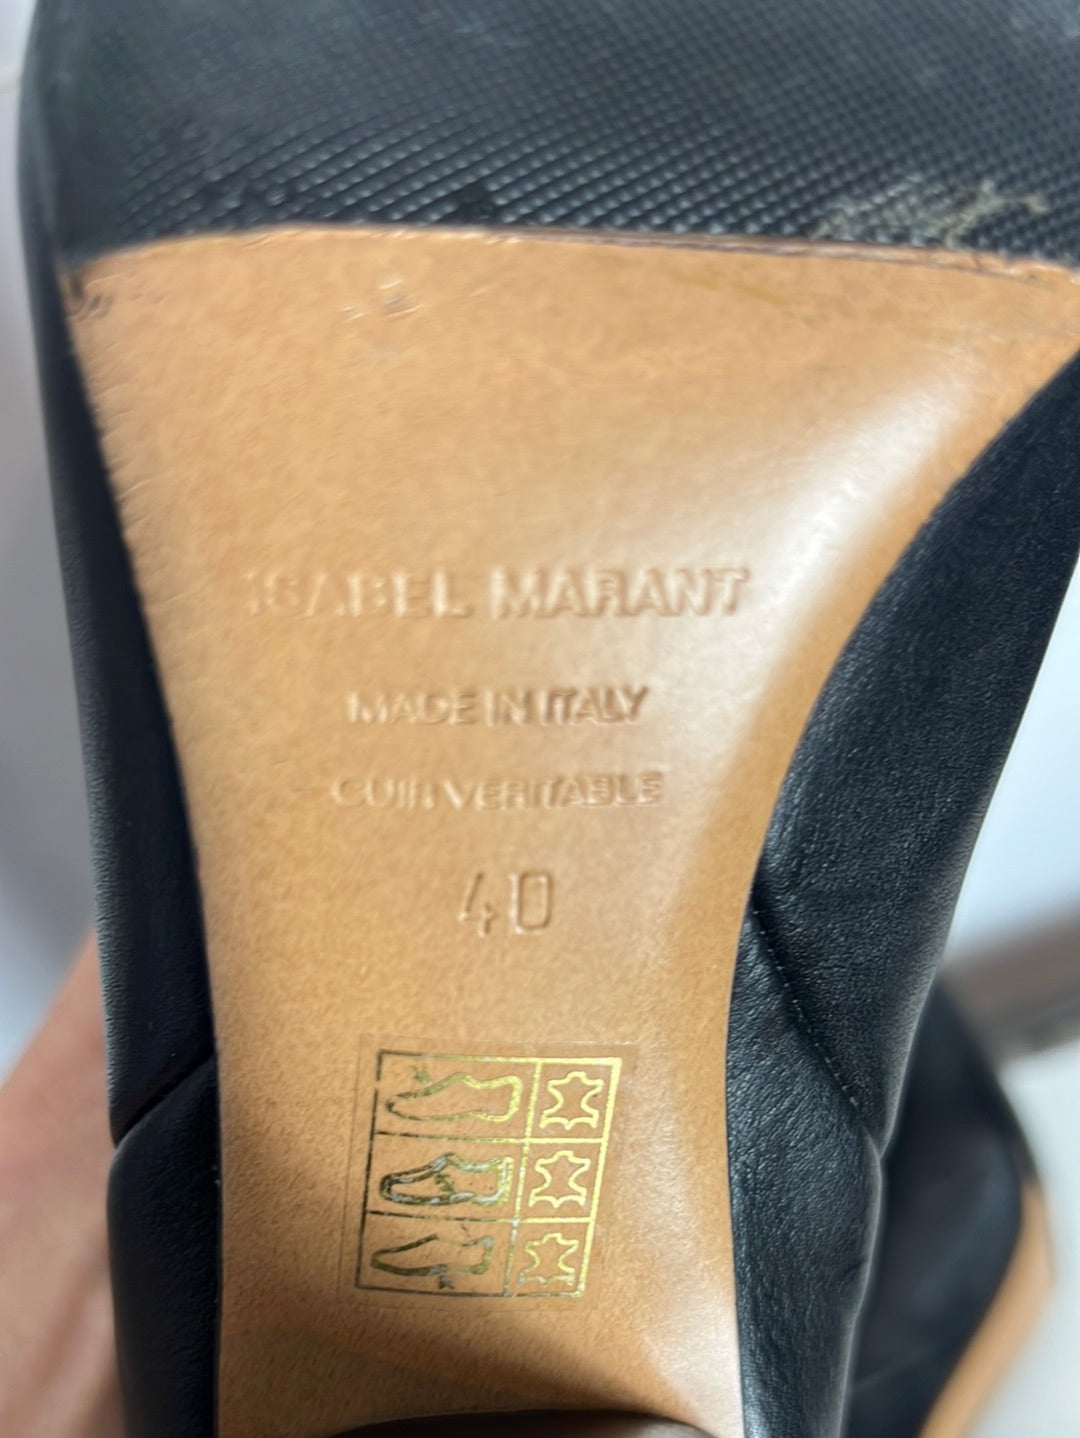 ISABEL MARANT
MADE IN ITALY
CUIR VERITABLE
40